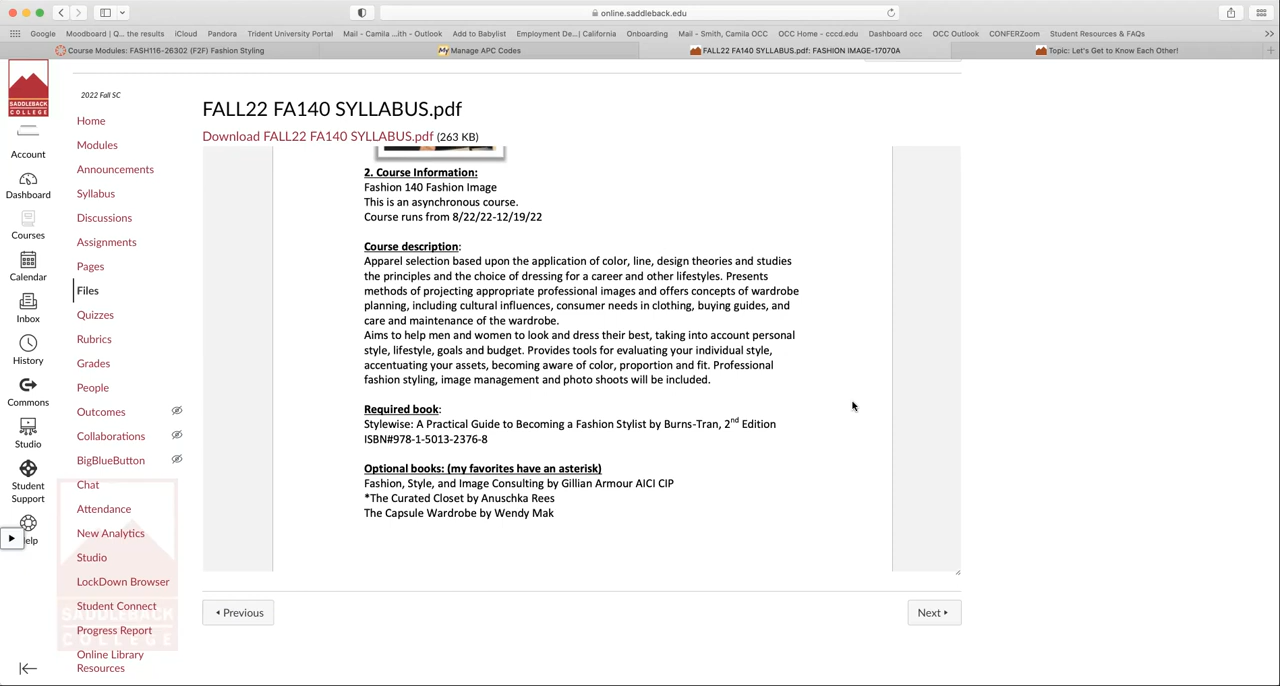 online.saddleback.edu
Google Moodboard | Q... the results iCloud Pandora Trident University Portal Mail - Camila ...ith - Outlook Add to Babylist Employment De...| California Onboarding Mail - Smith, Camila OCC OCC Home - cccd.edu Dashboard occ OCC Outlook CONFERZoom Student Resources & FAQs
Course Modules: FASH116-26302 (F2F) Fashion Styling
My Manage APC Codes
FALL22 FA140 SYLLABUS.pdf: FASHION IMAGE-17070A
Topic: Let's Get to Know Each Other!
SADDLEBACK
COLLEGE
Account
Dashboard
Courses
Calendar
Inbox
History
Commons
Studio
Student
Support
elp
2022 Fall SC
Home
Modules
Announcements
Syllabus
Discussions
Assignments
Pages
Files
Quizzes
Rubrics
Grades
People
Outcomes
Collaborations
BigBlueButton
Chat
Attendance
New Analytics
Studio
LockDown Browser
Student Connect
Progress Report
Online Library
Resources
SADDLEBACK
COLLEGE
FALL22 FA140 SYLLABUS.pdf
Download FALL22 FA140 SYLLABUS.pdf (263 KB)
2. Course Information:
Fashion 140 Fashion Image
This is an asynchronous course.
Course runs from 8/22/22-12/19/22
Course description:
Apparel selection based upon the application of color, line, design theories and studies
the principles and the choice of dressing for a career and other lifestyles. Presents
methods of projecting appropriate professional images and offers concepts of wardrobe
planning, including cultural influences, consumer needs in clothing, buying guides, and
care and maintenance of the wardrobe.
Aims to help men and women to look and dress their best, taking into account personal
style, lifestyle, goals and budget. Provides tools for evaluating your individual style,
accentuating your assets, becoming aware of color, proportion and fit. Professional
fashion styling, image management and photo shoots will be included.
Required book:
Stylewise: A Practical Guide to Becoming a Fashion Stylist by Burns-Tran, 2nd Edition
ISBN#978-1-5013-2376-8
Optional books: (my favorites have an asterisk)
Fashion, Style, and Image Consulting by Gillian Armour AICI CIP
*The Curated Closet by Anuschka Rees
The Capsule Wardrobe by Wendy Mak
Previous
Next